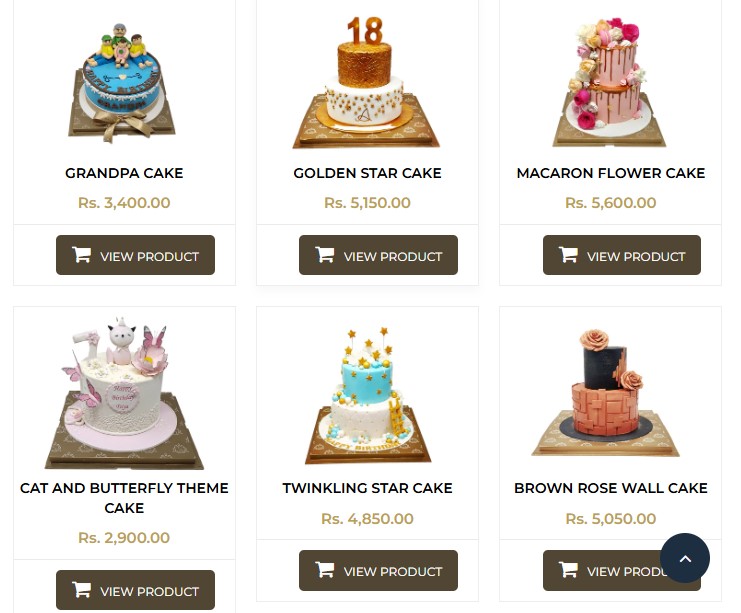 HAPPY BIRTHDAY
GRANDPA
18
A
GRANDPA CAKE
GOLDEN STAR CAKE
MACARON FLOWER CAKE
Rs. 3,400.00
Rs. 5,150.00
Rs. 5,600.00
VIEW PRODUCT
VIEW PRODUCT
VIEW PRODUCT
Happy
Birthday
CAT AND BUTTERFLY THEME
CAKE
TWINKLING STAR CAKE
BROWN ROSE WALL CAKE
Rs. 2,900.00
Rs. 4,850.00
Rs. 5,050.00
VIEW PRODUCT
VIEW PRODUCT
VIEW PRODU